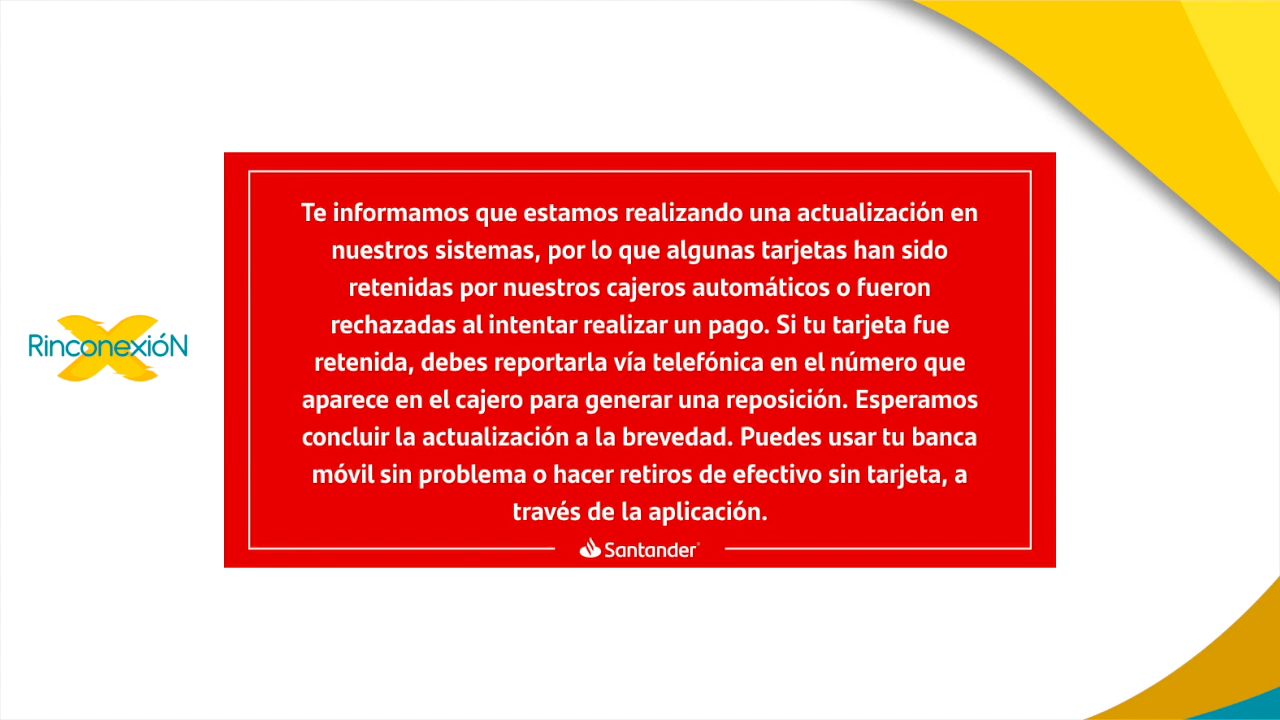 Te informamos que estamos realizando una actualización en
nuestros sistemas, por lo que algunas tarjetas han sido
retenidas por nuestros cajeros automáticos o fueron
rechazadas al intentar realizar un pago. Si tu tarjeta fue
retenida, debes reportarla vía telefónica en el número que
aparece en el cajero para generar una reposición. Esperamos
concluir la actualización a la brevedad. Puedes usar tu banca
móvil sin problema o hacer retiros de efectivo sin tarjeta, a
través de la aplicación.
Santander
RinconexióN